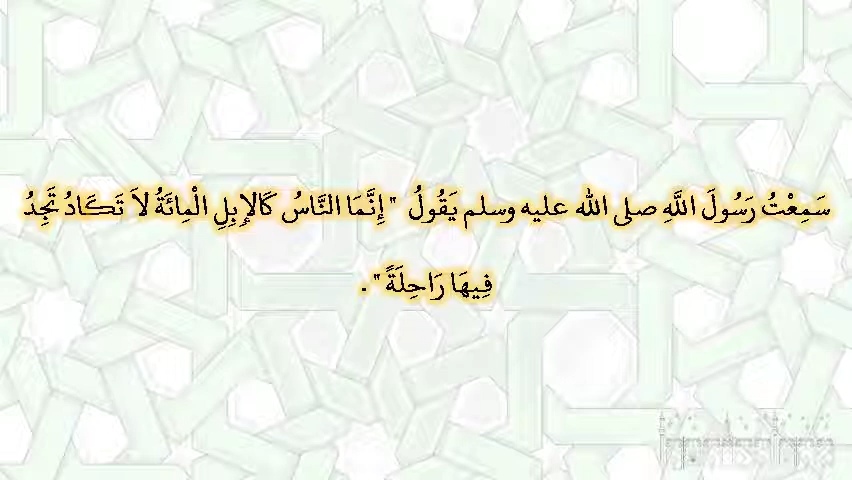 سَمِعْتُ رَسُولَ اللَّهِ صلى الله عليه وسلم يَقُولُ " إِنَّمَا النَّاسُ كَالإِبِلِ الْمِائَةُ لاَ تَكَادُ تَجِدُ
فِيهَا رَاحِلَةً " .